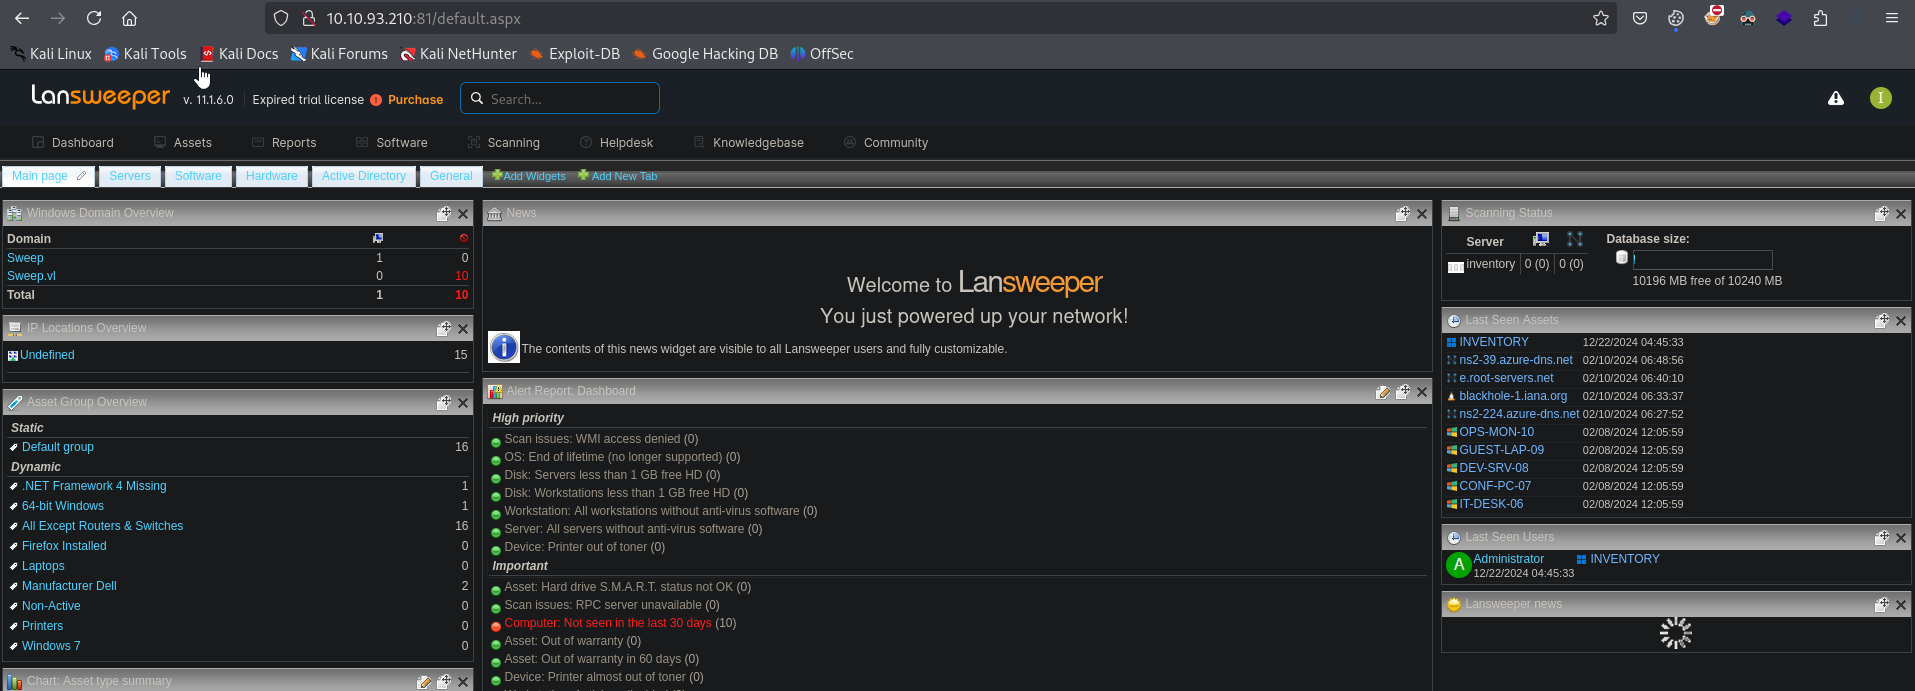 10.10.93.210:81/default.aspx
Kali Linux Kali Tools Kali Docs Kali Forums Kali NetHunter Exploit-DB Google Hacking DB OffSec
Lansweeper v. 11.1.6.0 Expired trial license Purchase Search... I
Dashboard Assets Reports Software Scanning Helpdesk Knowledgebase Community
Main page Servers Software Hardware Active Directory General Add Widgets Add New Tab
Windows Domain Overview
Domain
Sweep 1 0
Sweep.vl 0 10
Total 1 10
IP Locations Overview
Undefined 15
Asset Group Overview
Static
Default group 16
Dynamic
.NET Framework 4 Missing 1
64-bit Windows 1
All Except Routers & Switches 16
Firefox Installed 0
Laptops 0
Manufacturer Dell 2
Non-Active 0
Printers 0
Windows 7 0
Chart: Asset type summary
News
Welcome to Lansweeper
You just powered up your network!
The contents of this news widget are visible to all Lansweeper users and fully customizable.
Alert Report: Dashboard
High priority
Scan issues: WMI access denied (0)
OS: End of lifetime (no longer supported) (0)
Disk: Servers less than 1 GB free HD (0)
Disk: Workstations less than 1 GB free HD (0)
Workstation: All workstations without anti-virus software (0)
Server: All servers without anti-virus software (0)
Device: Printer out of toner (0)
Important
Asset: Hard drive S.M.A.R.T. status not OK (0)
Scan issues: RPC server unavailable (0)
Computer: Not seen in the last 30 days (10)
Asset: Out of warranty (0)
Asset: Out of warranty in 60 days (0)
Device: Printer almost out of toner (0)
Scanning Status
Server Database size:
inventory 0 (0) 0 (0)
10196 MB free of 10240 MB
Last Seen Assets
INVENTORY 12/22/2024 04:45:33
ns2-39.azure-dns.net 02/10/2024 06:48:56
e.root-servers.net 02/10/2024 06:40:10
blackhole-1.iana.org 02/10/2024 06:33:37
ns2-224.azure-dns.net 02/10/2024 06:27:52
OPS-MON-10 02/08/2024 12:05:59
GUEST-LAP-09 02/08/2024 12:05:59
DEV-SRV-08 02/08/2024 12:05:59
CONF-PC-07 02/08/2024 12:05:59
IT-DESK-06 02/08/2024 12:05:59
Last Seen Users
A Administrator INVENTORY
12/22/2024 04:45:33
Lansweeper news